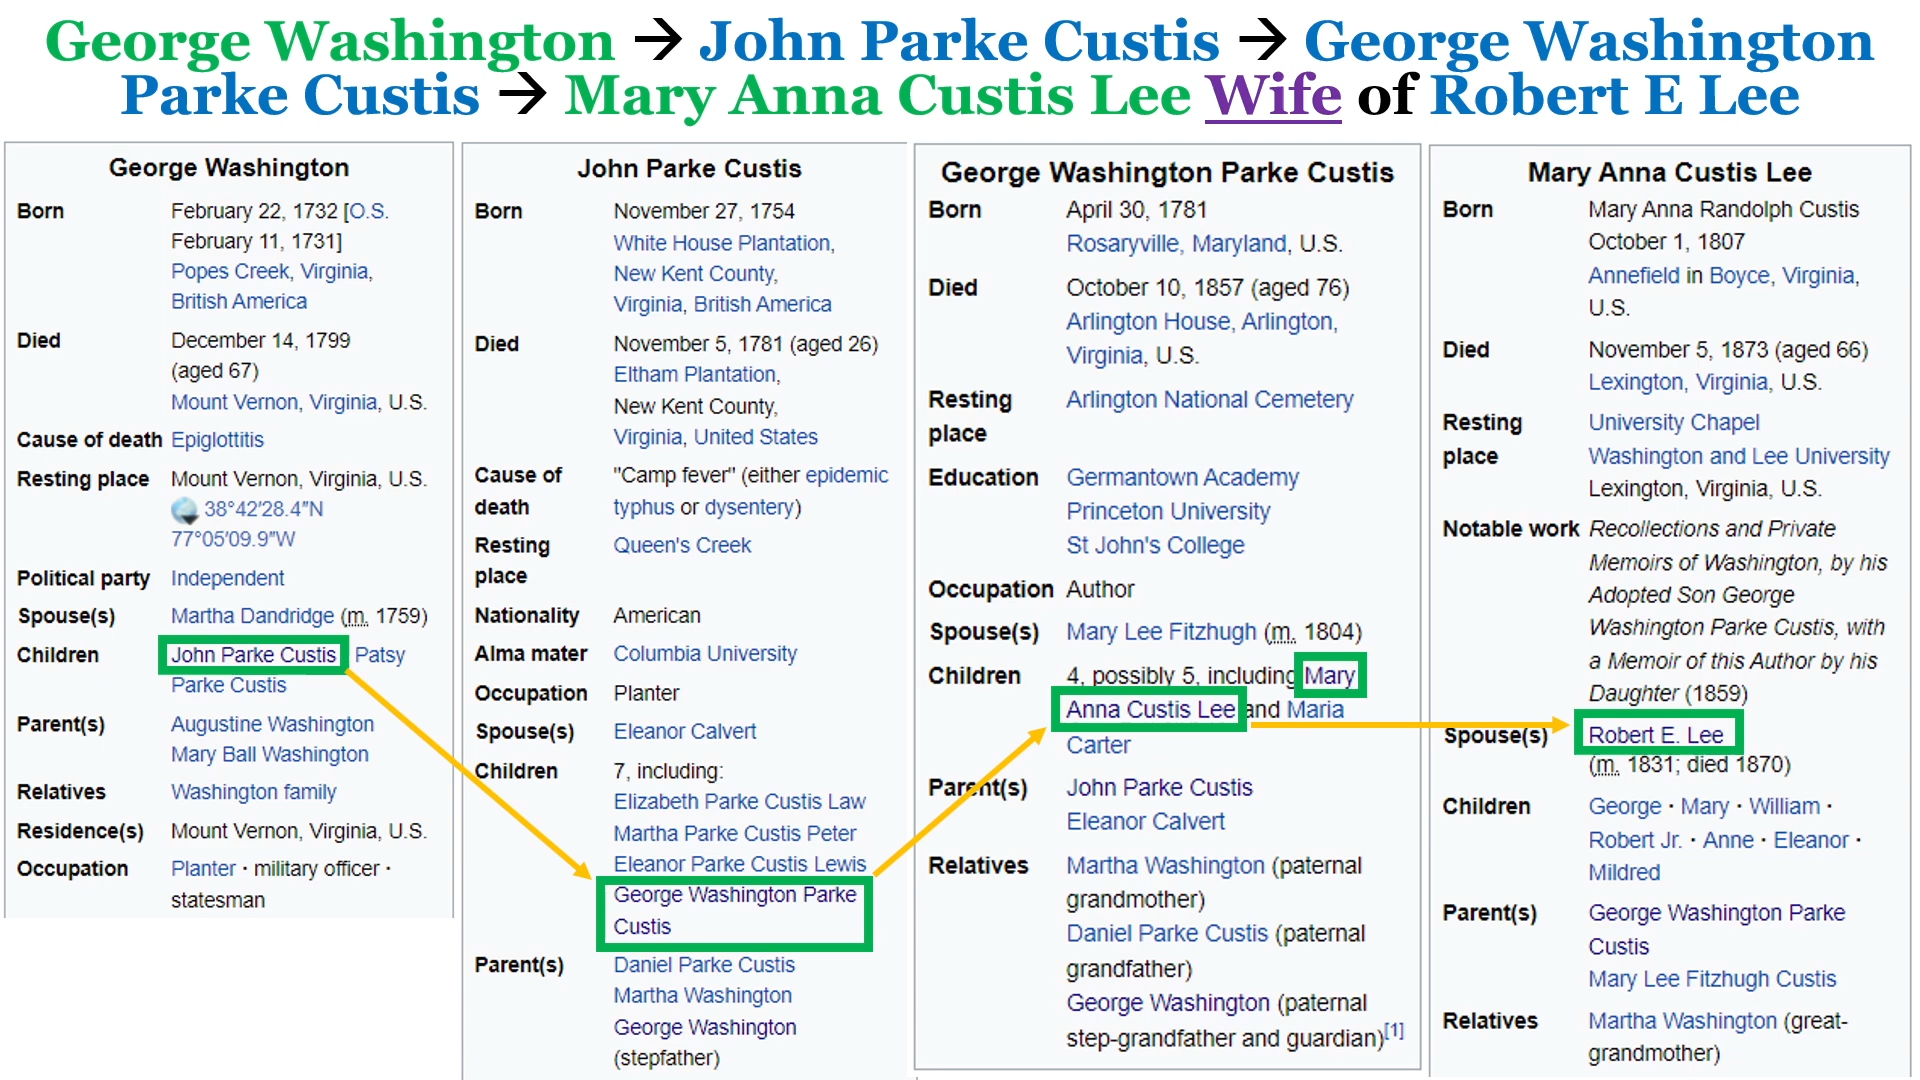 George Washington → John Parke Custis → George Washington
Parke Custis → Mary Anna Custis Lee Wife of Robert E Lee
George Washington
Born February 22, 1732 [O.S.
February 11, 1731]
Popes Creek, Virginia,
British America
Died December 14, 1799
(aged 67)
Mount Vernon, Virginia, U.S.
Cause of death Epiglottitis
Resting place Mount Vernon, Virginia, U.S.
38°42′28.4″N
77°05′09.9″W
Political party Independent
Spouse(s) Martha Dandridge (m. 1759)
Children John Parke Custis Patsy
Parke Custis
Parent(s) Augustine Washington
Mary Ball Washington
Relatives Washington family
Residence(s) Mount Vernon, Virginia, U.S.
Occupation Planter · military officer ·
statesman
John Parke Custis
Born November 27, 1754
White House Plantation,
New Kent County,
Virginia, British America
Died November 5, 1781 (aged 26)
Eltham Plantation,
New Kent County,
Virginia, United States
Cause of "Camp fever" (either epidemic
death typhus or dysentery)
Resting Queen's Creek
place
Nationality American
Alma mater Columbia University
Occupation Planter
Spouse(s) Eleanor Calvert
Children 7, including:
Elizabeth Parke Custis Law
Martha Parke Custis Peter
Eleanor Parke Custis Lewis
George Washington Parke
Custis
Parent(s) Daniel Parke Custis
Martha Washington
George Washington
(stepfather)
George Washington Parke Custis
Born April 30, 1781
Rosaryville, Maryland, U.S.
Died October 10, 1857 (aged 76)
Arlington House, Arlington,
Virginia, U.S.
Resting Arlington National Cemetery
place
Education Germantown Academy
Princeton University
St John's College
Occupation Author
Spouse(s) Mary Lee Fitzhugh (m. 1804)
Children 4, possibly 5, including Mary
Anna Custis Lee and Maria
Carter
Parent(s) John Parke Custis
Eleanor Calvert
Relatives Martha Washington (paternal
grandmother)
Daniel Parke Custis (paternal
grandfather)
George Washington (paternal
step-grandfather and guardian)[1]
Mary Anna Custis Lee
Born Mary Anna Randolph Custis
October 1, 1807
Annefield in Boyce, Virginia,
U.S.
Died November 5, 1873 (aged 66)
Lexington, Virginia, U.S.
Resting University Chapel
place Washington and Lee University
Lexington, Virginia, U.S.
Notable work Recollections and Private
Memoirs of Washington, by his
Adopted Son George
Washington Parke Custis, with
a Memoir of this Author by his
Daughter (1859)
Spouse(s) Robert E. Lee
(m. 1831; died 1870)
Children George · Mary · William ·
Robert Jr. · Anne · Eleanor ·
Mildred
Parent(s) George Washington Parke
Custis
Mary Lee Fitzhugh Custis
Relatives Martha Washington (great-
grandmother)